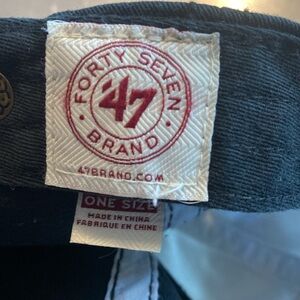 FORTY SEVEN
'47
BRAND
47BRAND.COM
ONE SIZE
MADE IN CHINA
FABRIQUÉ EN CHINE